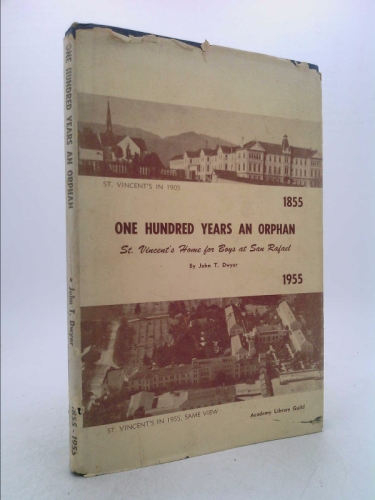 ONE HUNDRED YEARS AN ORPHAN
• John T. Dwyer
1855 - 1955
ST. VINCENT'S IN 1905
1855
ONE HUNDRED YEARS AN ORPHAN
St. Vincent's Home for Boys at San Rafael
By John T. Dwyer
1955
ST. VINCENT'S IN 1955, SAME VIEW
Academy Library Guild